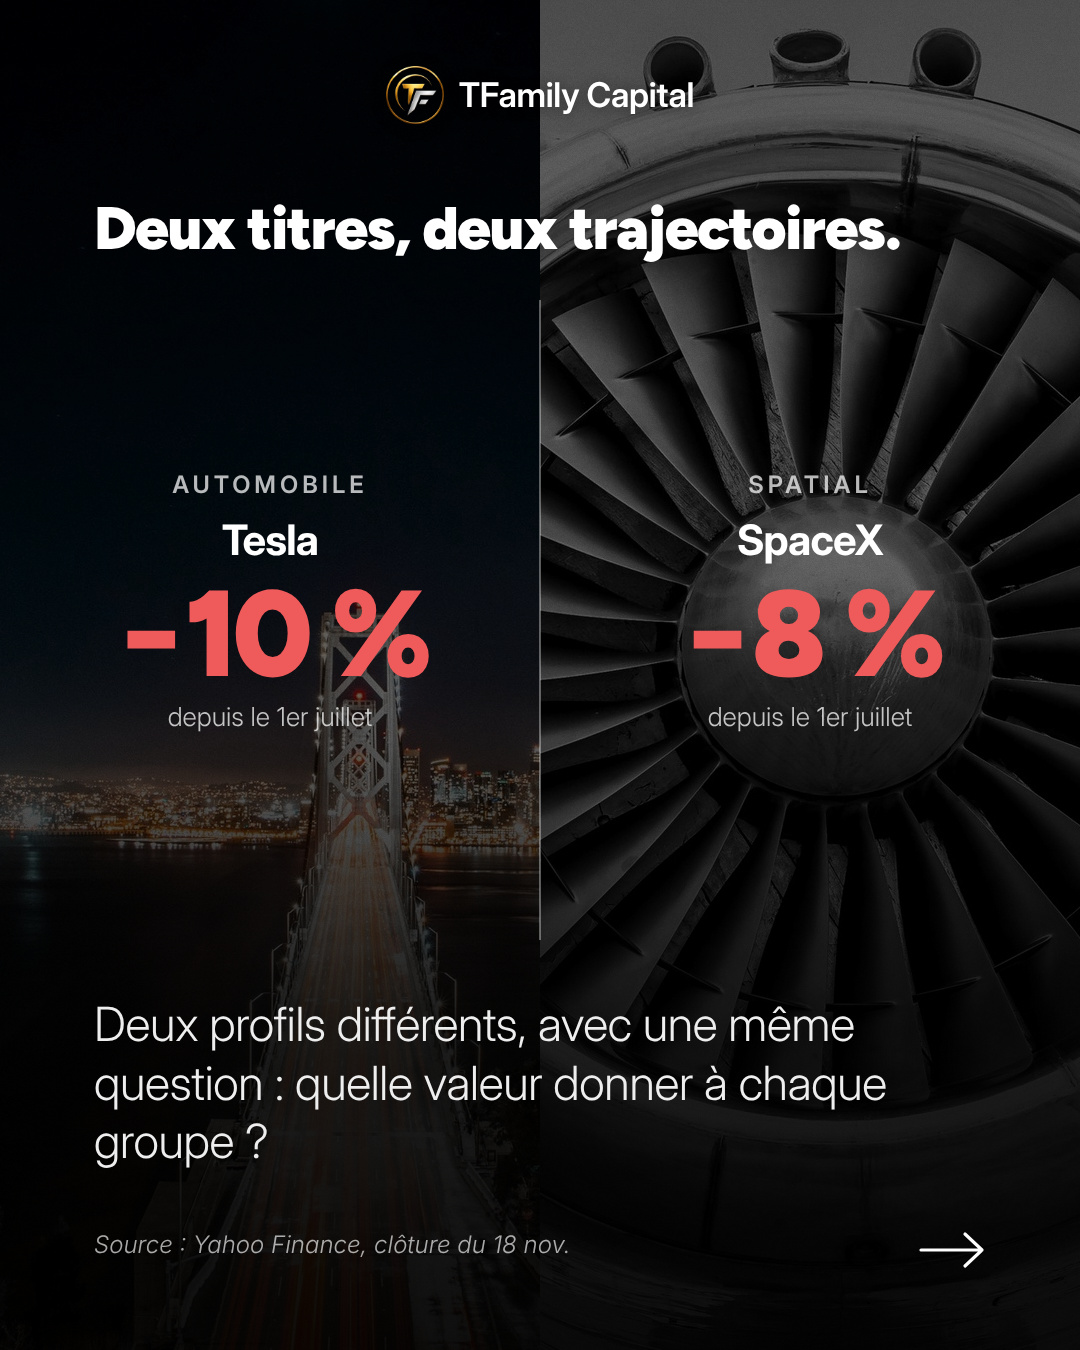 TF TFamily Capital
Deux titres, deux trajectoires.
AUTOMOBILE
Tesla
-10 %
depuis le 1er juillet
SPATIAL
SpaceX
-8 %
depuis le 1er juillet
Deux profils différents, avec une même
question : quelle valeur donner à chaque
groupe ?
Source : Yahoo Finance, clôture du 18 nov.